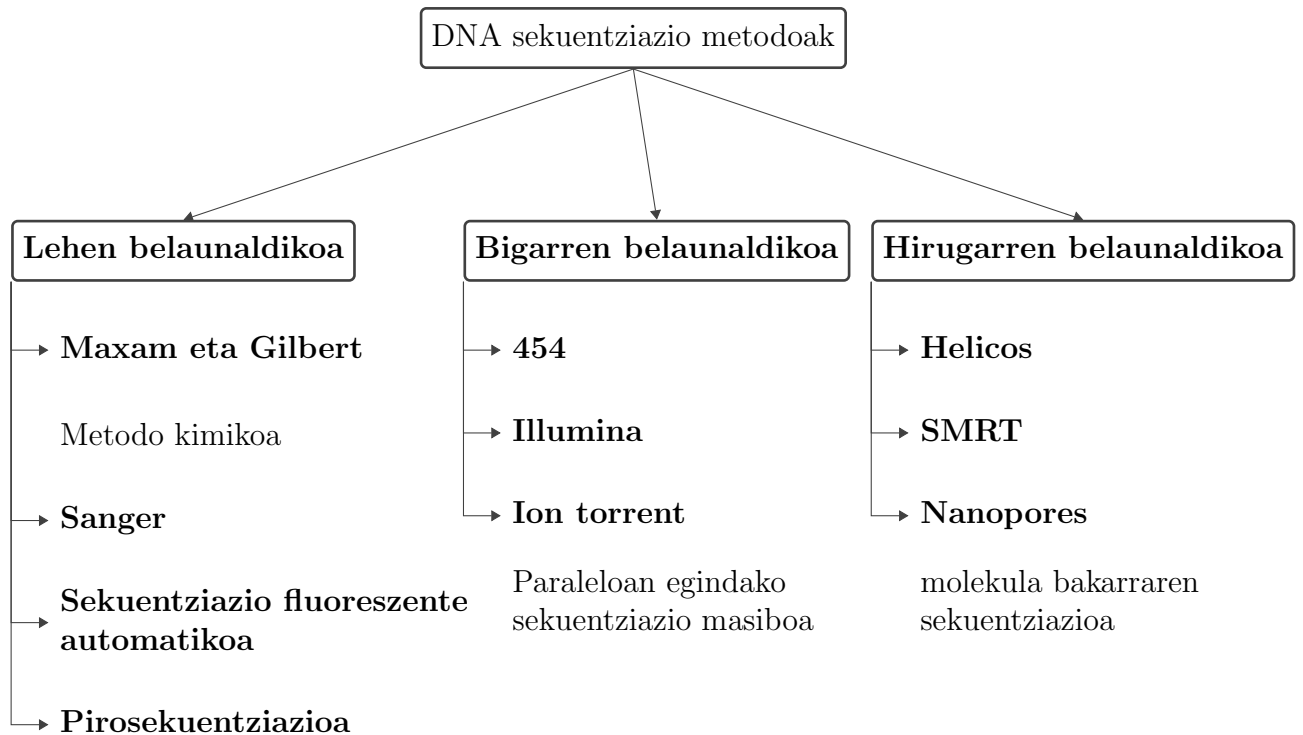 DNA sekuentziazio metodoak
Lehen belaunaldikoa
Maxam eta Gilbert
Metodo kimikoa
Sanger
Sekuentziazio fluoreszente
automatikoa
Pirosekuentziazioa
Bigarren belaunaldikoa
454
Illumina
Ion torrent
Paraleloan egindako
sekuentziazio masiboa
Hirugarren belaunaldikoa
Helicos
SMRT
Nanopores
molekula bakarraren
sekuentziazioa